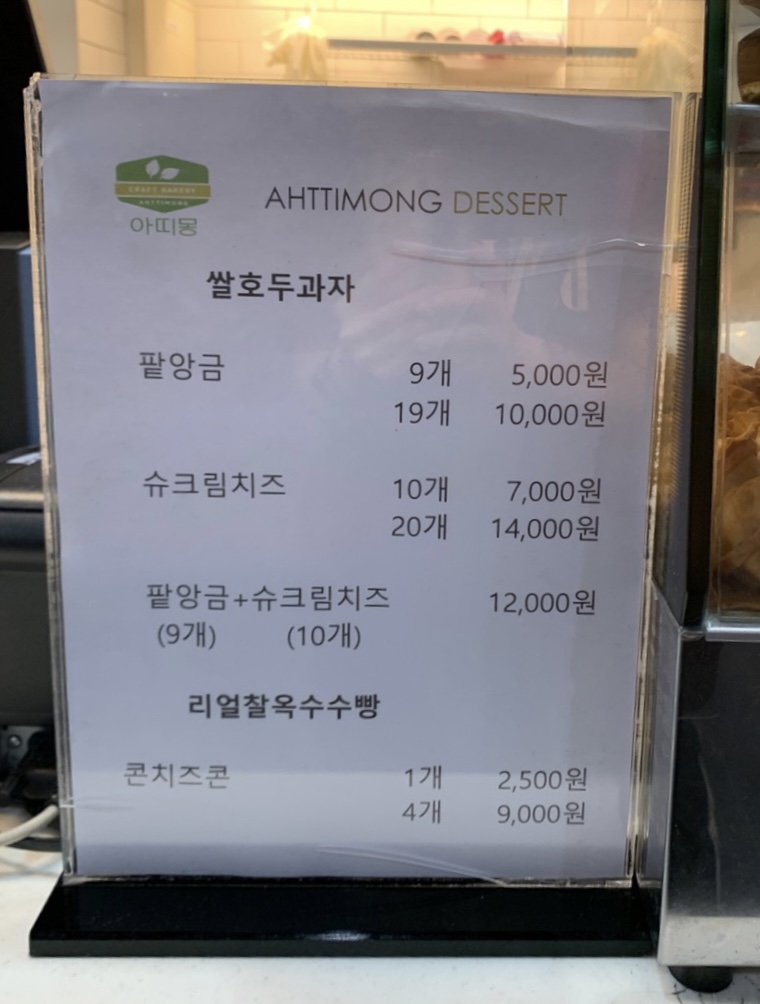 CRAFT BAKERY
AHTTIMONG
아띠몽
AHTTIMONG DESSERT
쌀호두과자
팥앙금 9개 5,000원
19개 10,000원
슈크림치즈 10개 7,000원
20개 14,000원
팥앙금+슈크림치즈 12,000원
(9개) (10개)
리얼찰옥수수빵
콘치즈콘 1개 2,500원
4개 9,000원